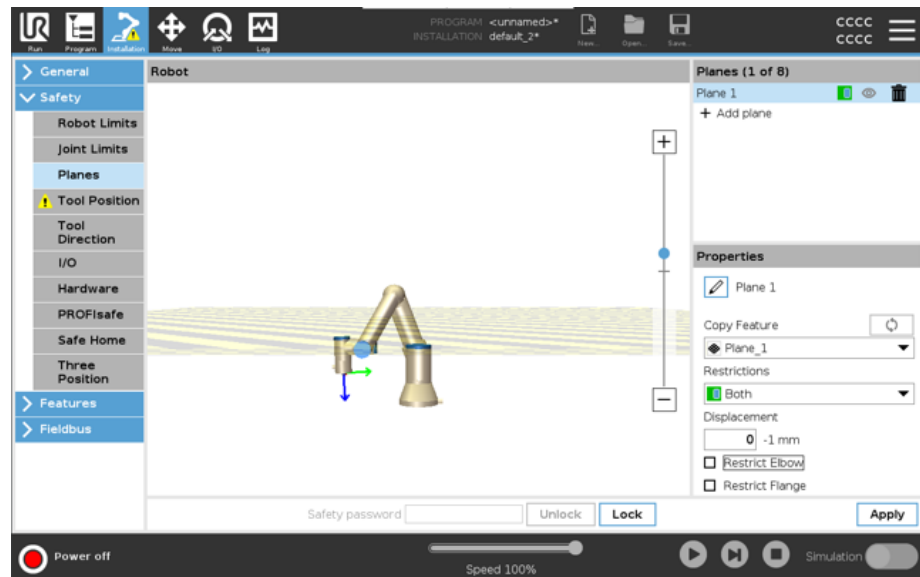 PROGRAM <unnamed>*
INSTALLATION default_2*
CCCC
CCCC
Run
Program
Installation
Move
I/O
Log
New...
Open...
Save...
General
Safety
Robot Limits
Joint Limits
Planes
Tool Position
Tool
Direction
I/O
Hardware
PROFIsafe
Safe Home
Three
Position
Features
Fieldbus
Robot
Planes (1 of 8)
Plane 1
+ Add plane
Properties
Plane 1
Copy Feature
Plane_1
Restrictions
Both
Displacement
0 -1 mm
Restrict Elbow
Restrict Flange
Safety password
Unlock
Lock
Apply
Power off
Speed 100%
Simulation